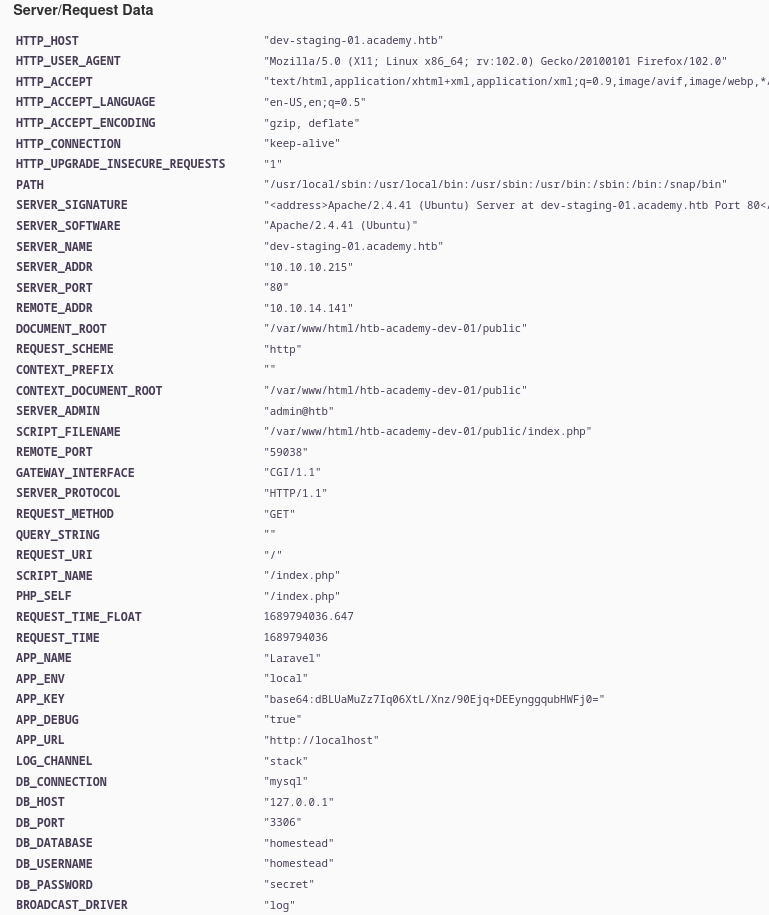 Server/Request Data
HTTP_HOST "dev-staging-01.academy.htb"
HTTP_USER_AGENT "Mozilla/5.0 (X11; Linux x86_64; rv:102.0) Gecko/20100101 Firefox/102.0"
HTTP_ACCEPT "text/html,application/xhtml+xml,application/xml;q=0.9,image/avif,image/webp,*/
HTTP_ACCEPT_LANGUAGE "en-US,en;q=0.5"
HTTP_ACCEPT_ENCODING "gzip, deflate"
HTTP_CONNECTION "keep-alive"
HTTP_UPGRADE_INSECURE_REQUESTS "1"
PATH "/usr/local/sbin:/usr/local/bin:/usr/sbin:/usr/bin:/sbin:/bin:/snap/bin"
SERVER_SIGNATURE "<address>Apache/2.4.41 (Ubuntu) Server at dev-staging-01.academy.htb Port 80</
SERVER_SOFTWARE "Apache/2.4.41 (Ubuntu)"
SERVER_NAME "dev-staging-01.academy.htb"
SERVER_ADDR "10.10.10.215"
SERVER_PORT "80"
REMOTE_ADDR "10.10.14.141"
DOCUMENT_ROOT "/var/www/html/htb-academy-dev-01/public"
REQUEST_SCHEME "http"
CONTEXT_PREFIX ""
CONTEXT_DOCUMENT_ROOT "/var/www/html/htb-academy-dev-01/public"
SERVER_ADMIN "admin@htb"
SCRIPT_FILENAME "/var/www/html/htb-academy-dev-01/public/index.php"
REMOTE_PORT "59038"
GATEWAY_INTERFACE "CGI/1.1"
SERVER_PROTOCOL "HTTP/1.1"
REQUEST_METHOD "GET"
QUERY_STRING ""
REQUEST_URI "/"
SCRIPT_NAME "/index.php"
PHP_SELF "/index.php"
REQUEST_TIME_FLOAT 1689794036.647
REQUEST_TIME 1689794036
APP_NAME "Laravel"
APP_ENV "local"
APP_KEY "base64:dBLUaMuZz7Iq06XtL/Xnz/90Ejq+DEEynggqubHWFj0="
APP_DEBUG "true"
APP_URL "http://localhost"
LOG_CHANNEL "stack"
DB_CONNECTION "mysql"
DB_HOST "127.0.0.1"
DB_PORT "3306"
DB_DATABASE "homestead"
DB_USERNAME "homestead"
DB_PASSWORD "secret"
BROADCAST_DRIVER "log"